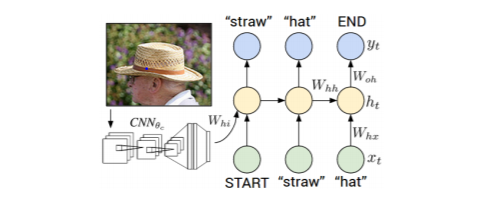 “straw” “hat” END
y_t
W_oh
W_hh
h_t
CNN_θc
W_hi
W_hx
x_t
START “straw” “hat”